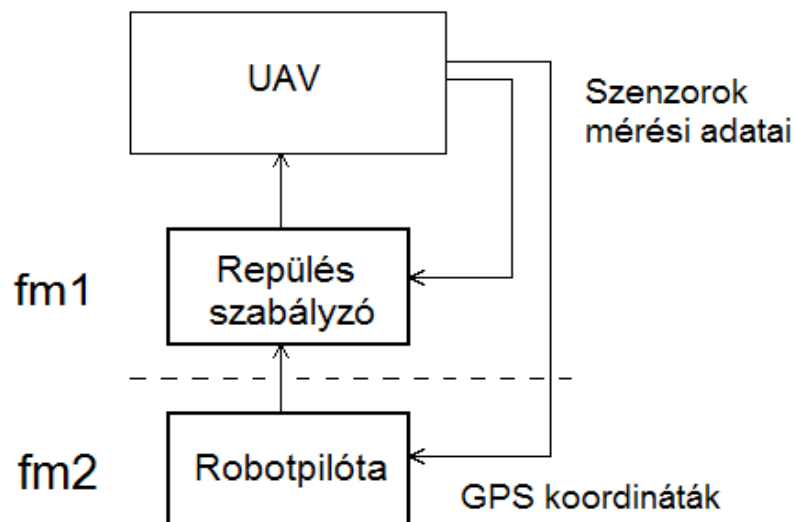 UAV
Szenzorok
mérési adatai
fm1
Repülés
szabályzó
fm2
Robotpilóta
GPS koordináták